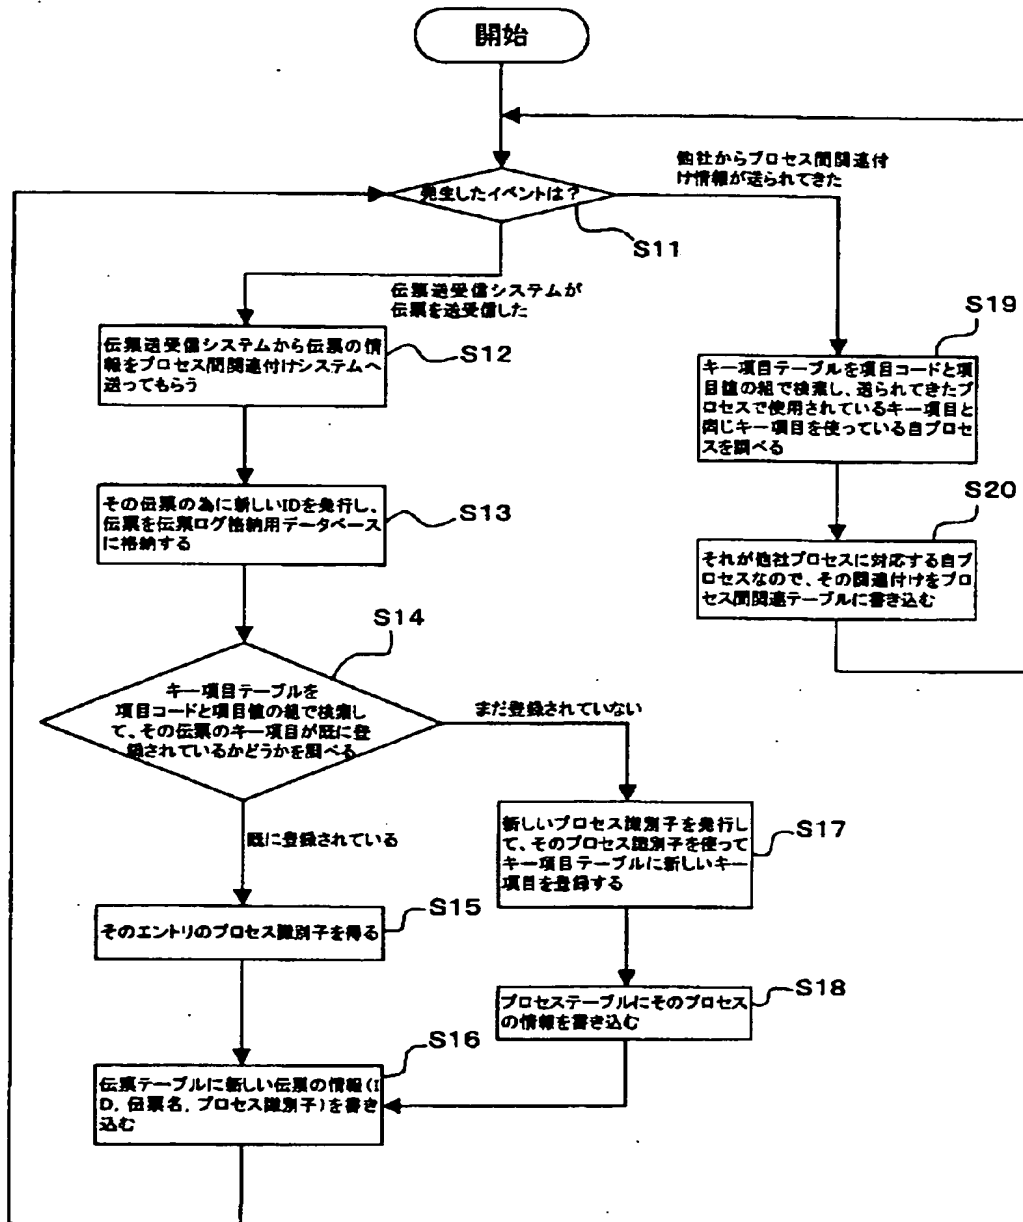 開始
他社からプロセス間関連付
け情報が送られてきた
発生したイベントは？
S11
伝票送受信システムが
伝票を送受信した
S12
伝票送受信システムから伝票の情
報をプロセス間関連付けシステムへ
送ってもらう
S19
キー項目テーブルを項目コードと項
目値の組で検索し、送られてきたプ
ロセスで使用されているキー項目と
同じキー項目を使っている自プロセ
スを調べる
S13
その伝票の為に新しいIDを発行し、
伝票を伝票ログ格納用データベース
に格納する
S20
それが他社プロセスに対応する自プ
ロセスなので、その関連付けをプロ
セス間関連テーブルに書き込む
S14
キー項目テーブルを
項目コードと項目値の組で検索し
て、その伝票のキー項目が既に登
録されているかどうかを調べる
まだ登録されていない
既に登録されている
S17
新しいプロセス識別子を発行し
て、そのプロセス識別子を使って
キー項目テーブルに新しいキー
項目を登録する
S15
そのエントリのプロセス識別子を得る
S18
プロセステーブルにそのプロセス
の情報を書き込む
S16
伝票テーブルに新しい伝票の情報(I
D, 伝票名, プロセス識別子)を書き
込む